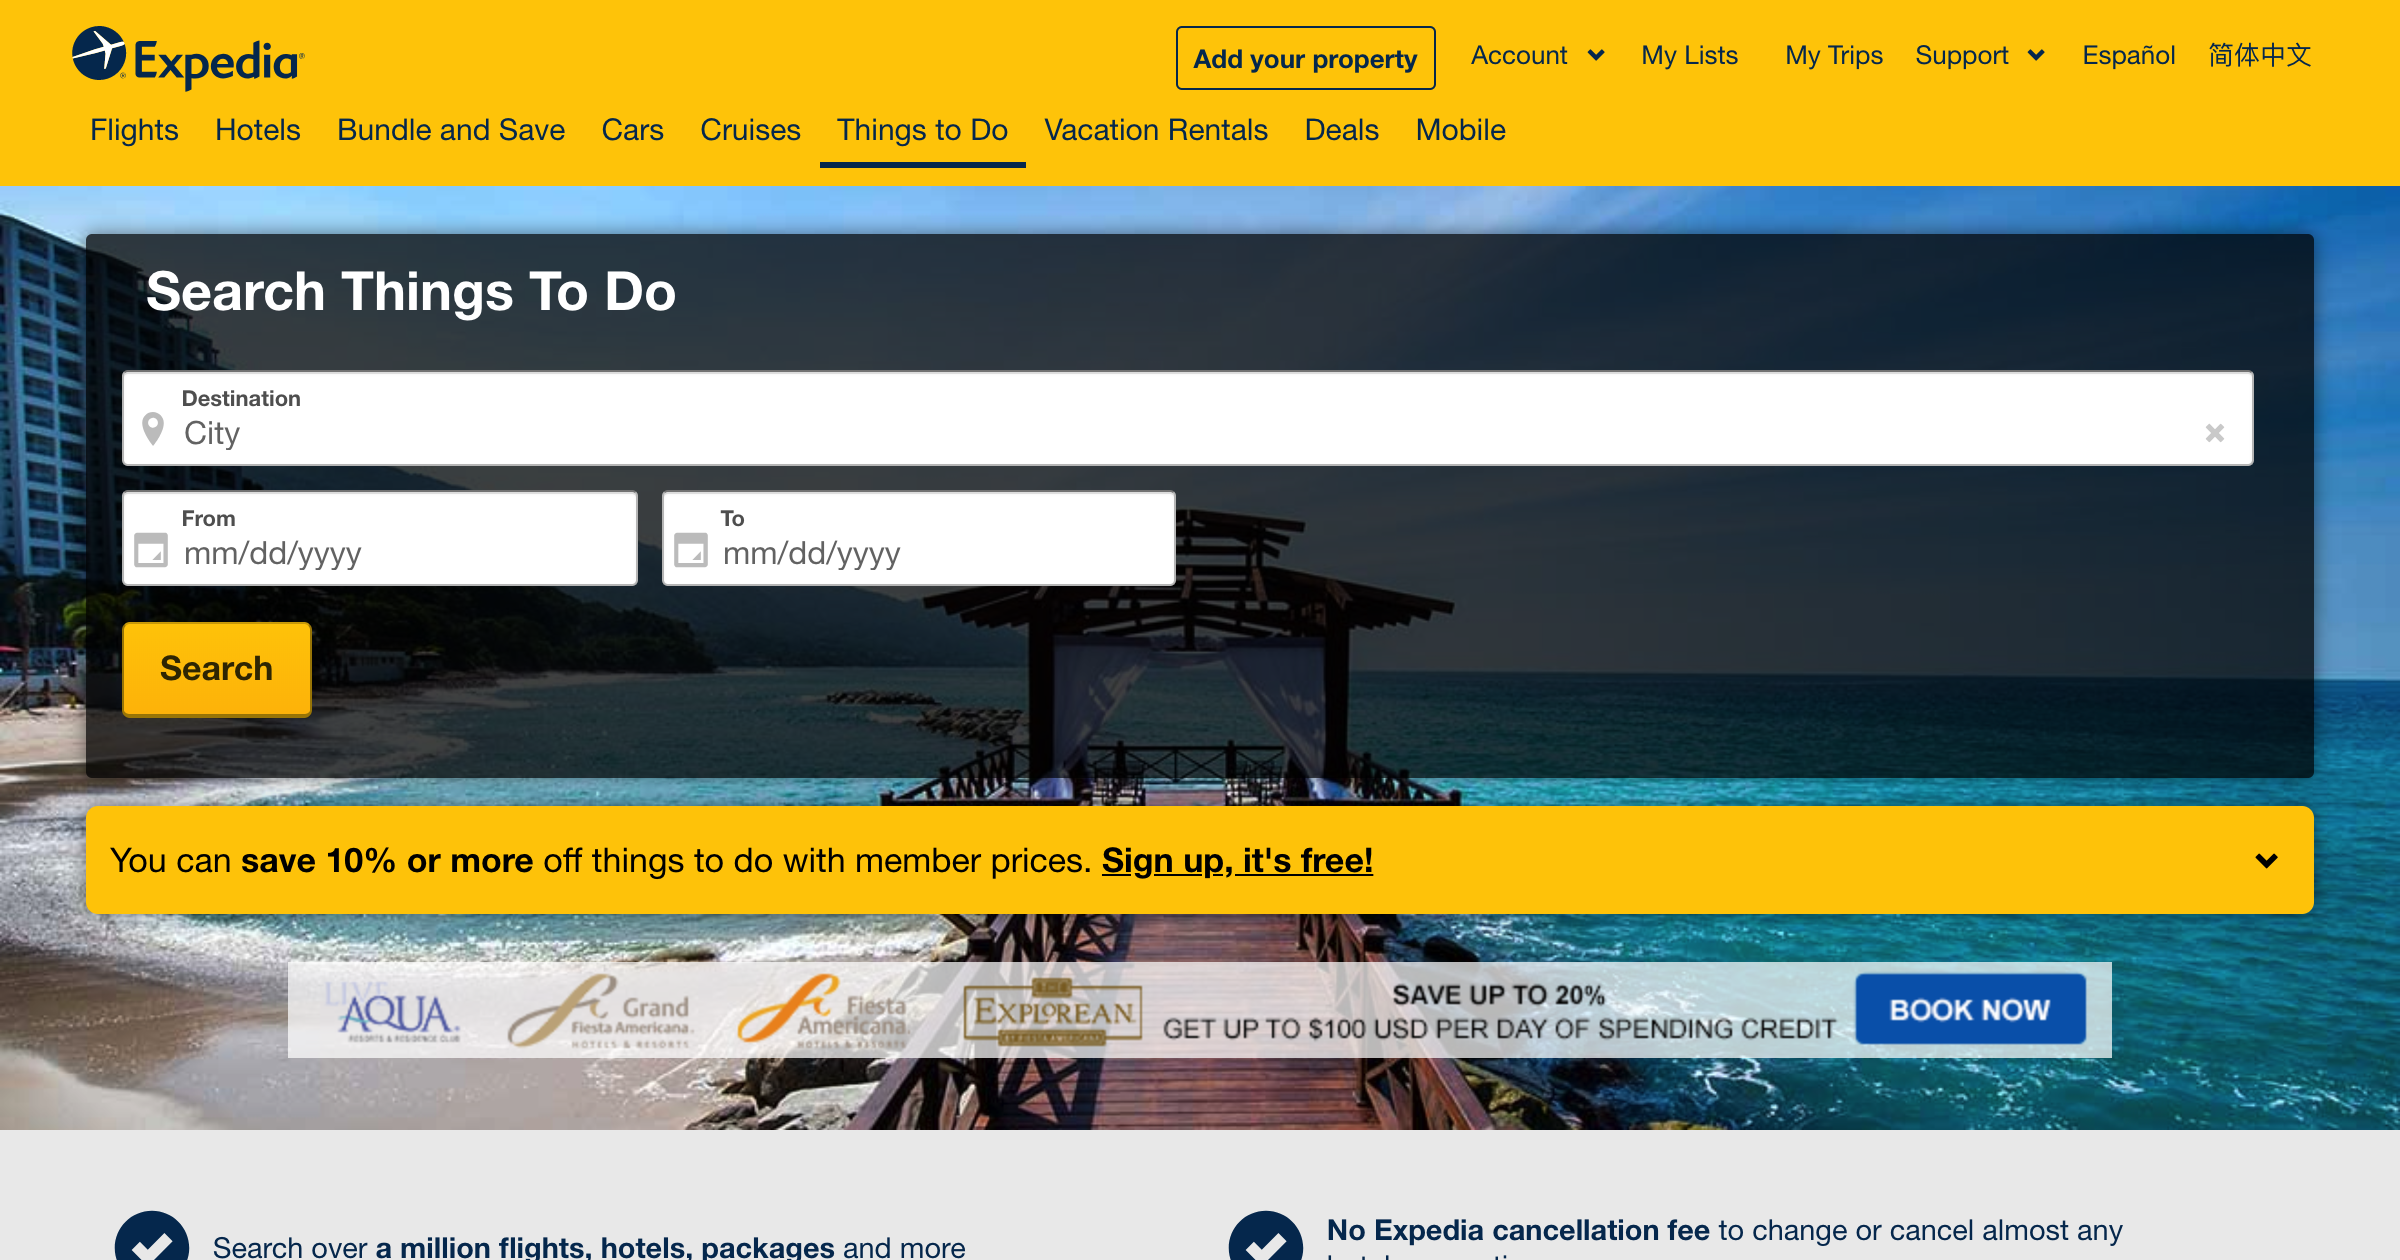 Expedia
Add your property
Account
My Lists
My Trips
Support
Español
简体中文
Flights
Hotels
Bundle and Save
Cars
Cruises
Things to Do
Vacation Rentals
Deals
Mobile
Search Things To Do
Destination
City
From
mm/dd/yyyy
To
mm/dd/yyyy
Search
You can save 10% or more off things to do with member prices. Sign up, it's free!
LIVE
AQUA
RESORTS & RESIDENCE CLUB
Grand
Fiesta Americana
HOTELS & RESORTS
Fiesta
Americana
HOTELS & RESORTS
THE
EXPLOREAN
SAVE UP TO 20%
GET UP TO $100 USD PER DAY OF SPENDING CREDIT
BOOK NOW
Search over a million flights, hotels, packages and more
No Expedia cancellation fee to change or cancel almost any